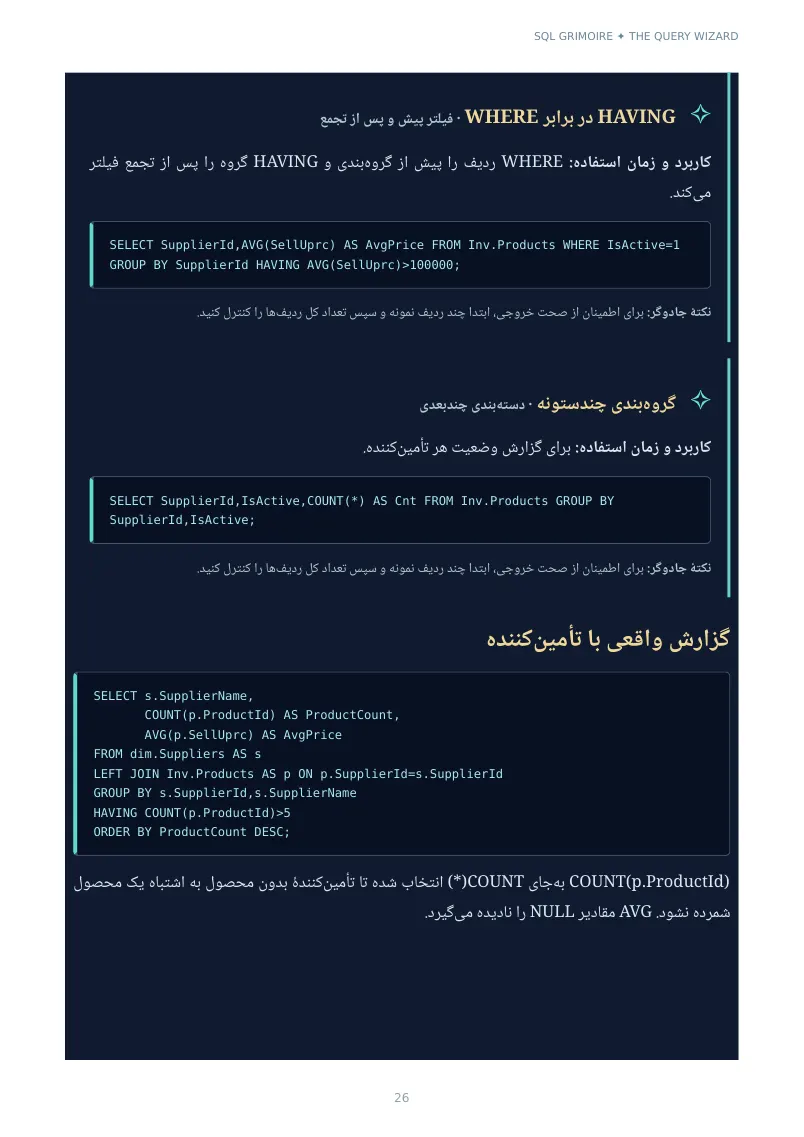 SQL GRIMOIRE ✦ THE QUERY WIZARD
✧ HAVING در برابر WHERE · فیلتر پیش و پس از تجمع
کاربرد و زمان استفاده: WHERE ردیف را پیش از گروه‌بندی و HAVING گروه را پس از تجمع فیلتر
می‌کند.
SELECT SupplierId,AVG(SellUprc) AS AvgPrice FROM Inv.Products WHERE IsActive=1
GROUP BY SupplierId HAVING AVG(SellUprc)>100000;
نکتهٔ جادوگر: برای اطمینان از صحت خروجی، ابتدا چند ردیف نمونه و سپس تعداد کل ردیف‌ها را کنترل کنید.
✧ گروه‌بندی چندستونه · دسته‌بندی چندبعدی
کاربرد و زمان استفاده: برای گزارش وضعیت هر تأمین‌کننده.
SELECT SupplierId,IsActive,COUNT(*) AS Cnt FROM Inv.Products GROUP BY
SupplierId,IsActive;
نکتهٔ جادوگر: برای اطمینان از صحت خروجی، ابتدا چند ردیف نمونه و سپس تعداد کل ردیف‌ها را کنترل کنید.
گزارش واقعی با تأمین‌کننده
SELECT s.SupplierName,
       COUNT(p.ProductId) AS ProductCount,
       AVG(p.SellUprc) AS AvgPrice
FROM dim.Suppliers AS s
LEFT JOIN Inv.Products AS p ON p.SupplierId=s.SupplierId
GROUP BY s.SupplierId,s.SupplierName
HAVING COUNT(p.ProductId)>5
ORDER BY ProductCount DESC;
COUNT(p.ProductId) به‌جای COUNT(*) انتخاب شده تا تأمین‌کنندهٔ بدون محصول به اشتباه یک محصول
شمرده نشود. AVG مقادیر NULL را نادیده می‌گیرد.
26